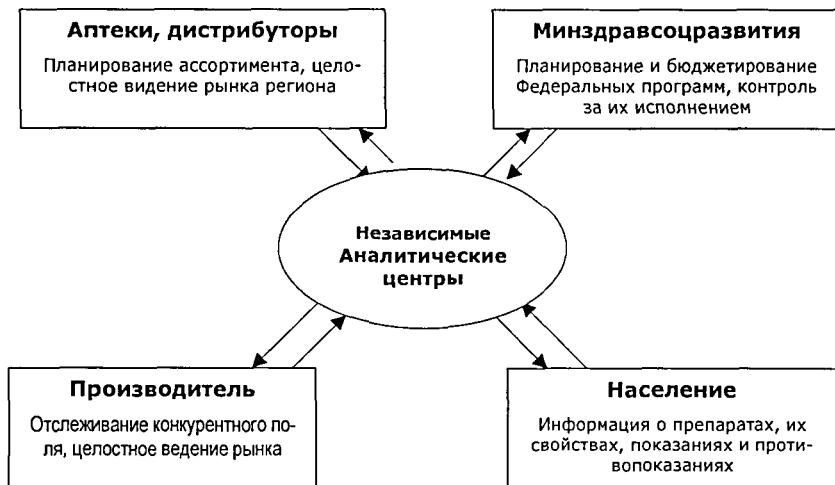 Аптеки, дистрибуторы
Планирование ассортимента, цело-
стное видение рынка региона
Минздравсоцразвития
Планирование и бюджетирование
Федеральных программ, контроль
за их исполнением
Независимые
Аналитические
центры
Производитель
Отслеживание конкурентного по-
ля, целостное ведение рынка
Население
Информация о препаратах, их
свойствах, показаниях и проти-
вопоказаниях